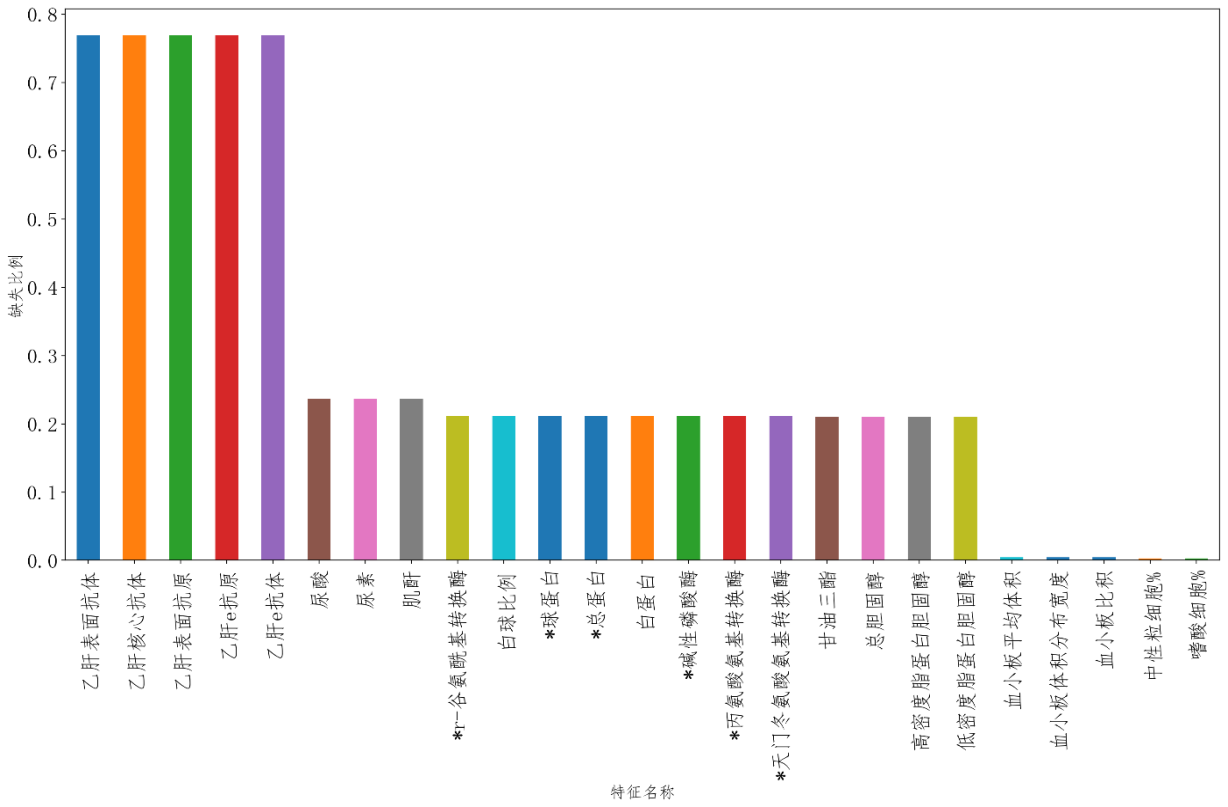 0.8
0.7
0.6
0.5
0.4
0.3
0.2
0.1
0.0
缺失比例
乙肝表面抗体
乙肝核心抗体
乙肝表面抗原
乙肝e抗原
乙肝e抗体
尿酸
尿素
肌酐
*r-谷氨酰基转换酶
白球比例
*球蛋白
*总蛋白
白蛋白
*碱性磷酸酶
*丙氨酸氨基转换酶
*天门冬氨酸氨基转换酶
甘油三酯
总胆固醇
高密度脂蛋白胆固醇
低密度脂蛋白胆固醇
血小板平均体积
血小板体积分布宽度
血小板比积
中性粒细胞%
嗜酸细胞%
特征名称